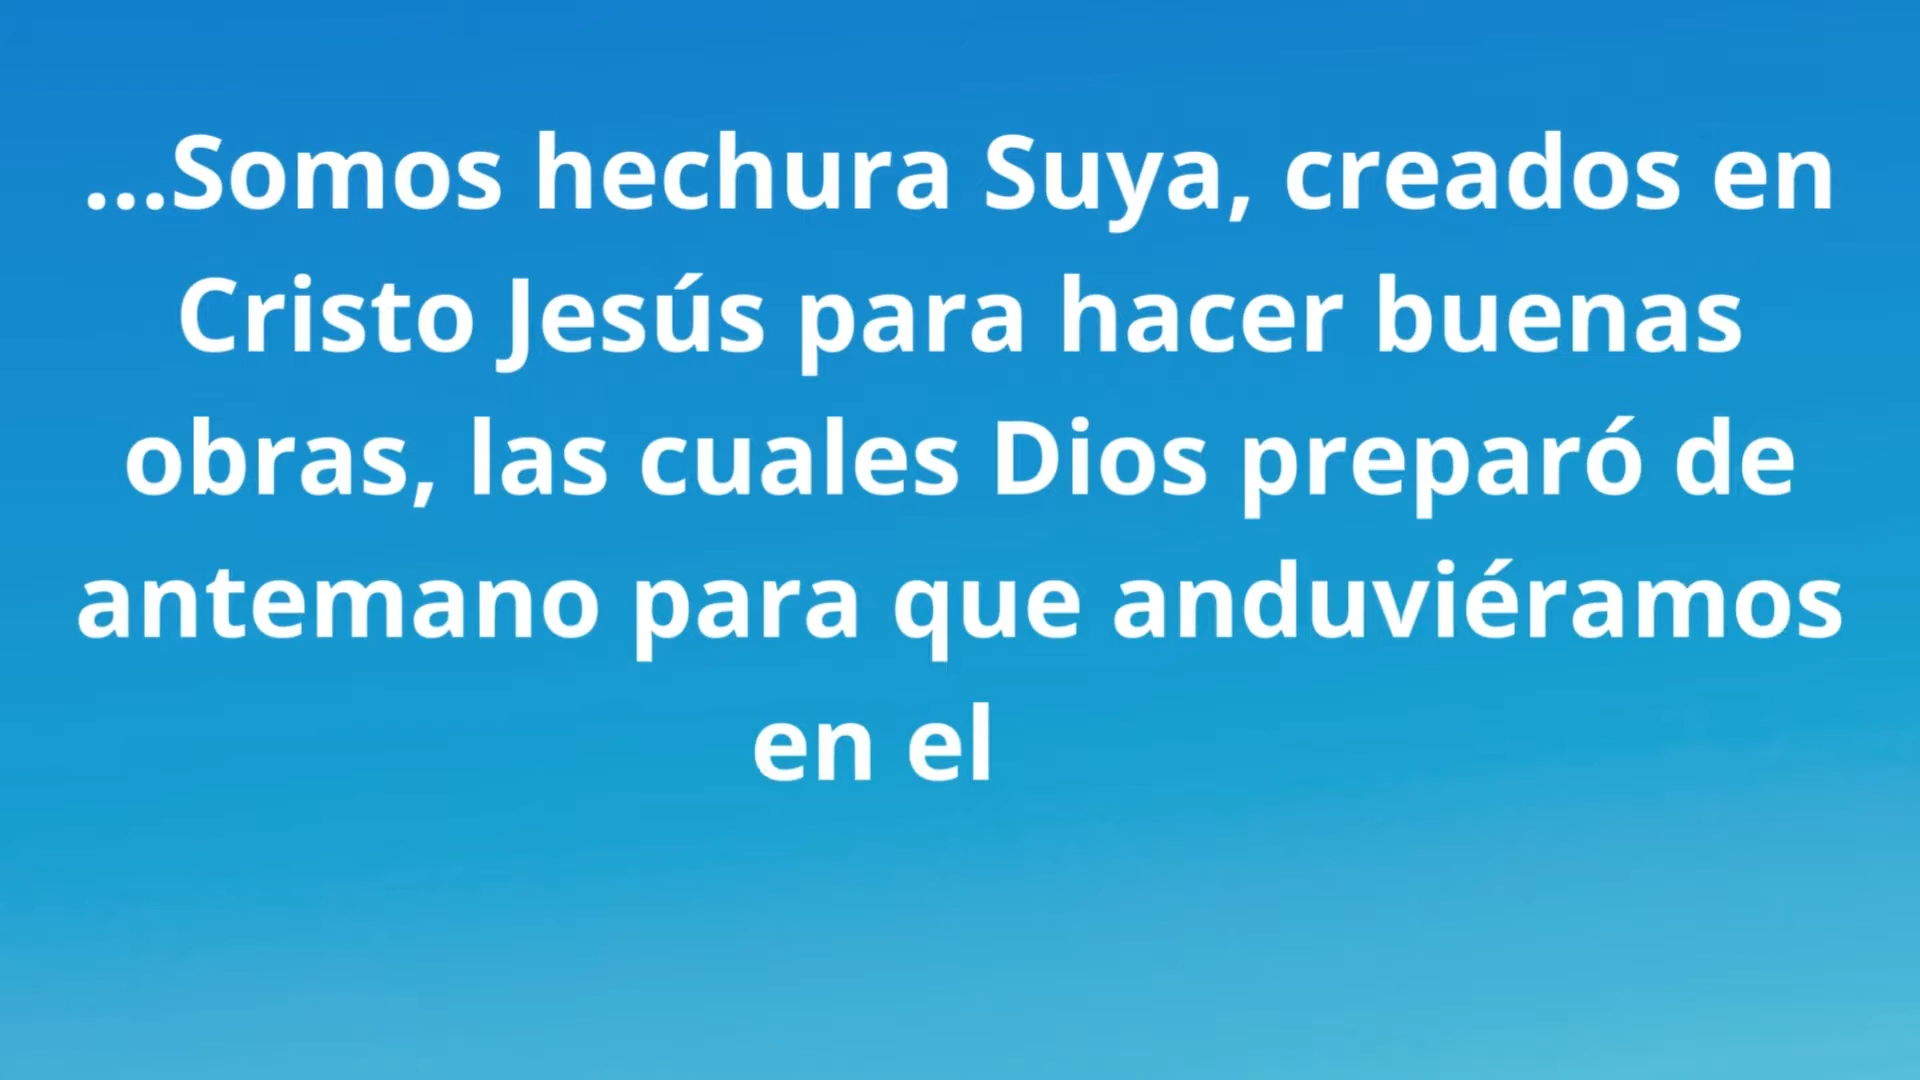 ...Somos hechura Suya, creados en
Cristo Jesús para hacer buenas
obras, las cuales Dios preparó de
antemano para que anduviéramos
en el